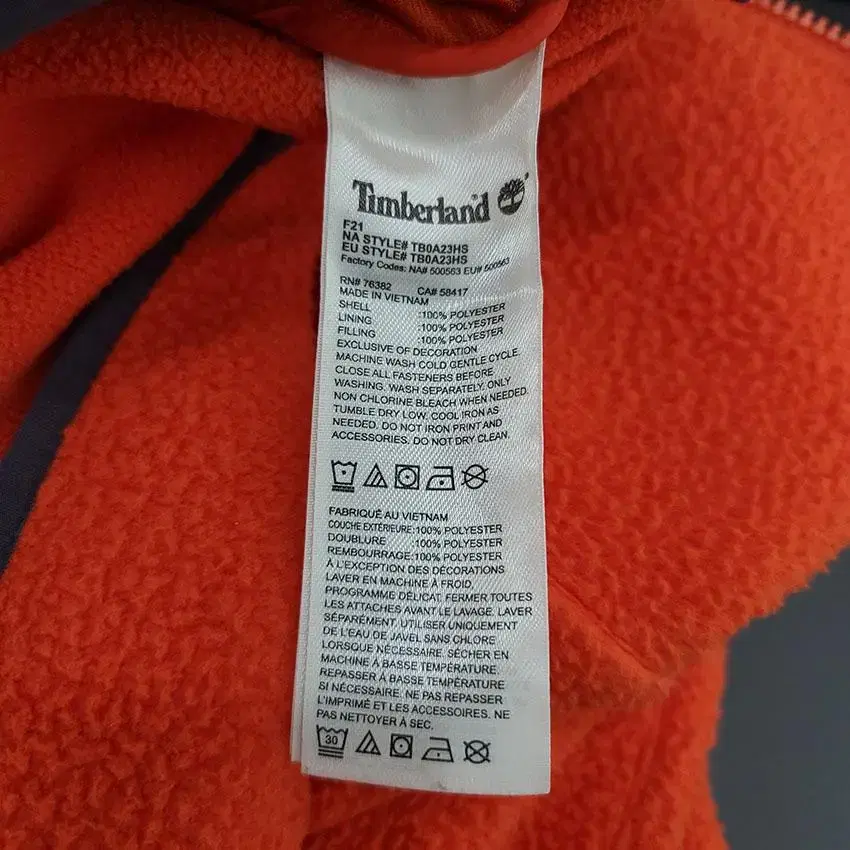 Timberland
F21
NA STYLE# TB0A23HS
EU STYLE# TB0A23HS
Factory Codes: NA# 500563 EU# 500563
RN# 76382 CA# 58417
MADE IN VIETNAM
SHELL :100% POLYESTER
LINING :100% POLYESTER
FILLING :100% POLYESTER
EXCLUSIVE OF DECORATION
MACHINE WASH COLD GENTLE CYCLE.
CLOSE ALL FASTENERS BEFORE
WASHING. WASH SEPARATELY. ONLY
NON CHLORINE BLEACH WHEN NEEDED.
TUMBLE DRY LOW. COOL IRON AS
NEEDED. DO NOT IRON PRINT AND
ACCESSORIES. DO NOT DRY CLEAN.
FABRIQUÉ AU VIETNAM
COUCHE EXTÉRIEURE:100% POLYESTER
DOUBLURE :100% POLYESTER
REMBOURRAGE:100% POLYESTER
À L'EXCEPTION DES DÉCORATIONS
LAVER EN MACHINE À FROID,
PROGRAMME DÉLICAT. FERMER TOUTES
LES ATTACHES AVANT LE LAVAGE. LAVER
SÉPARÉMENT. UTILISER UNIQUEMENT
DE L'EAU DE JAVEL SANS CHLORE
LORSQUE NÉCESSAIRE. SÉCHER EN
MACHINE À BASSE TEMPÉRATURE.
REPASSER À BASSE TEMPÉRATURE
SI NÉCESSAIRE. NE PAS REPASSER
L'IMPRIMÉ ET LES ACCESSOIRES. NE
PAS NETTOYER À SEC.
30